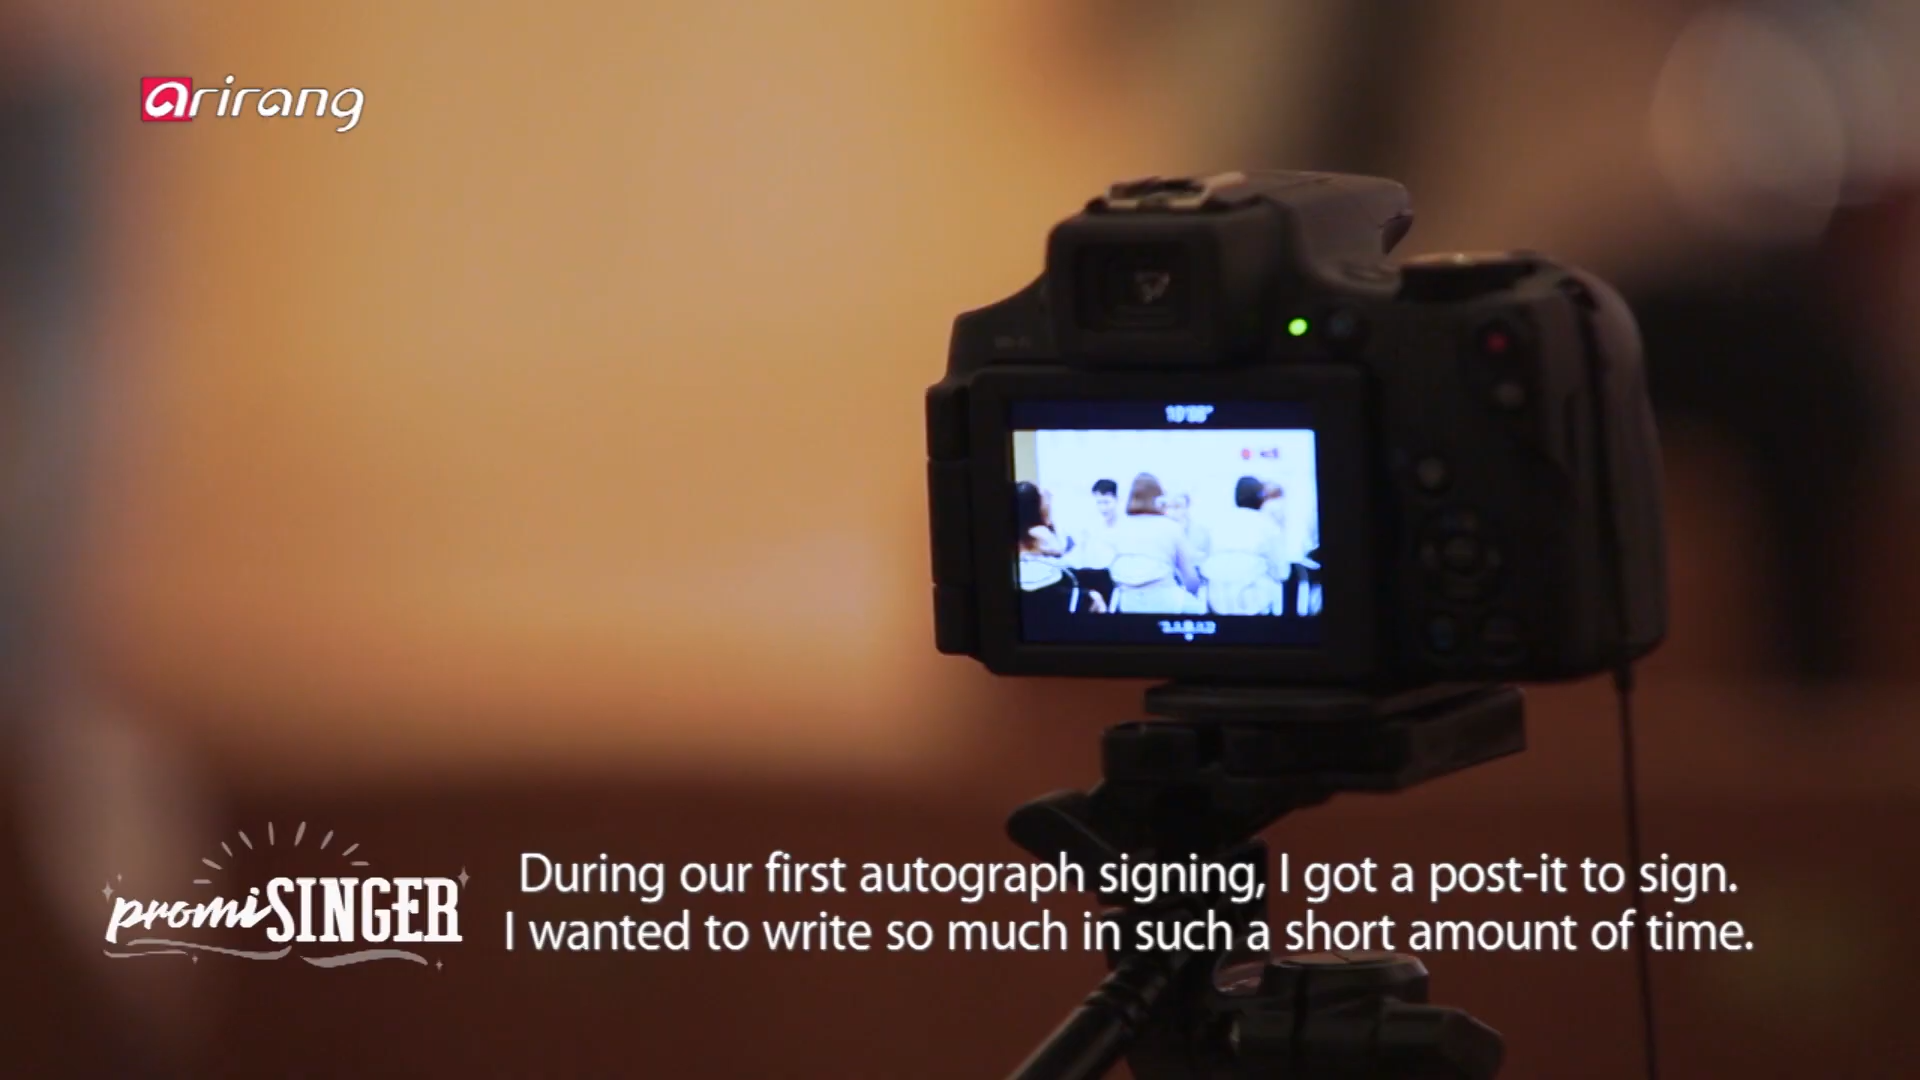 arirang
promiSINGER
During our first autograph signing, I got a post-it to sign.
I wanted to write so much in such a short amount of time.